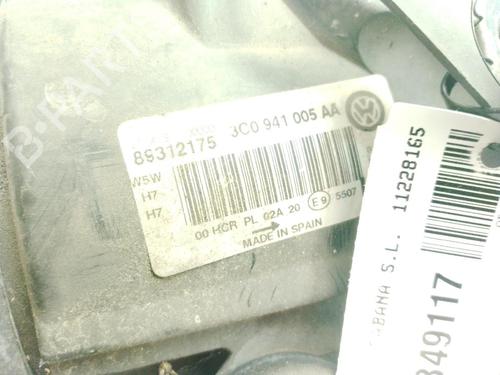 3C0 941 005 AA
89312175
W5W
H7
H7
00 HCR PL 02A 20 E9 5507
MADE IN SPAIN
S.L. 11228165
849117
B-PARTS